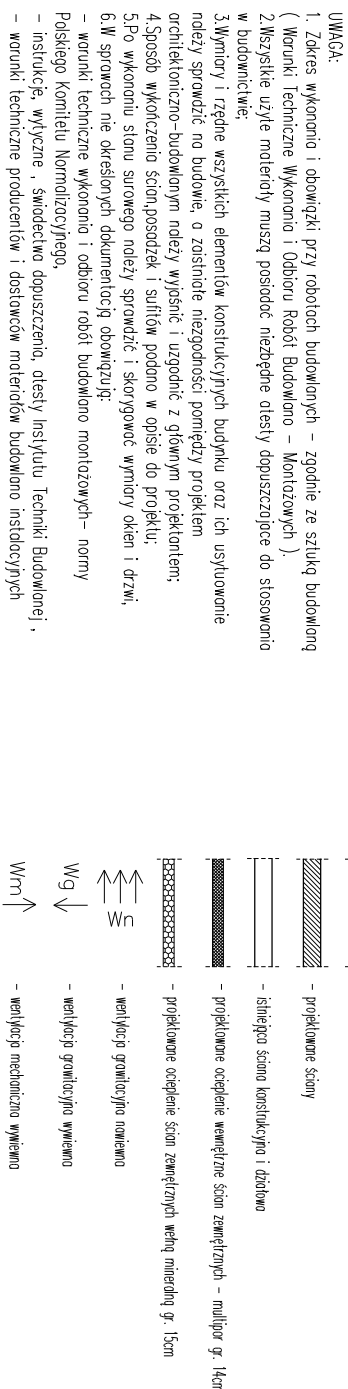 UWAGA:
1. Zakres wykonania i obowiązki przy robotach budowlanych – zgodnie ze sztuką budowlaną
( Warunki Techniczne Wykonania i Odbioru Robót Budowlano – Montażowych ).
2.Wszystkie użyte materiały muszą posiadać niezbędne atesty dopuszczające do stosowania
w budownictwie;
3.Wymiary i rzędne wszystkich elementów konstrukcyjnych budynku oraz ich usytuowanie
należy sprawdzić na budowie, a zaistniałe niezgodności pomiędzy projektem
architektoniczno–budowlanym należy wyjaśnić i uzgodnić z głównym projektantem;
4.Sposób wykończenia ścian,posadzek i sufitów podano w opisie do projektu;
5.Po wykonaniu stanu surowego należy sprawdzić i skorygować wymiary okien i drzwi,
6.W sprawach nie określonych dokumentacją obowiązują:
– warunki techniczne wykonania i odbioru robót budowlano montażowych– normy
Polskiego Komitetu Normalizacyjnego,
– instrukcje, wytyczne , świadectwa dopuszczenia, atesty Instytutu Techniki Budowlanej ,
– warunki techniczne producentów i dostawców materiałów budowlano instalacyjnych
– projektowane ściany
– istniejąca ściana konstrukcyjna i działowa
– projektowane ocieplenie wewnętrzne ścian zewnętrznych – multipor gr. 14cm
– projektowane ocieplenie ścian zewnętrznych wełną mineralną gr. 15cm
Wn – wentylacja grawitacyjna nawiewna
Wg – wentylacja grawitacyjna wywiewna
Wm – wentylacja mechaniczna wywiewna